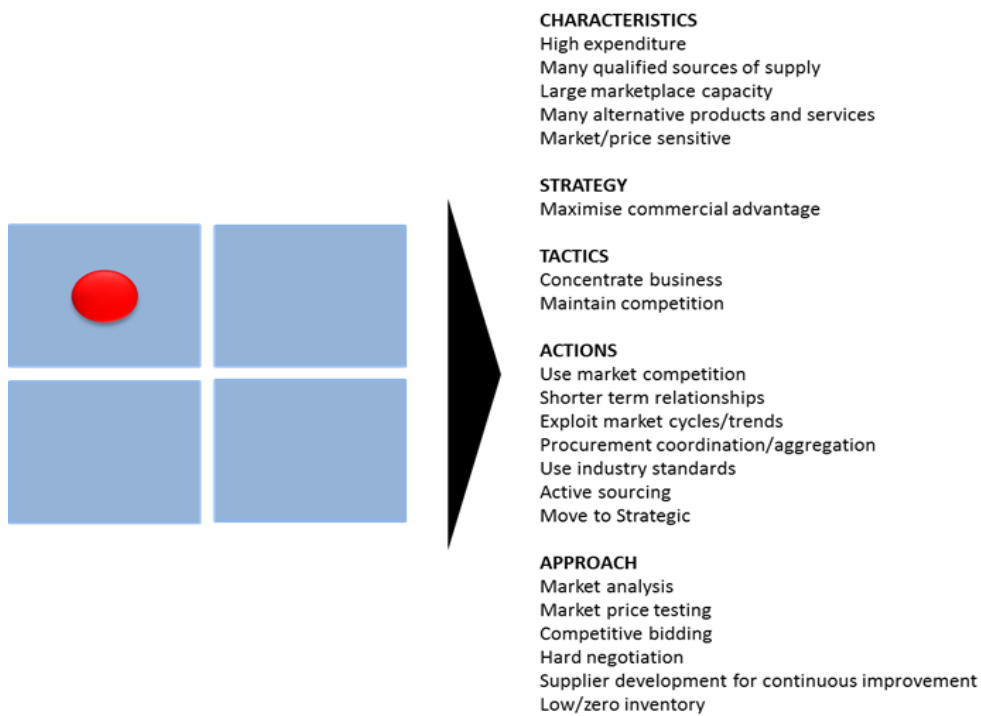 CHARACTERISTICS
High expenditure
Many qualified sources of supply
Large marketplace capacity
Many alternative products and services
Market/price sensitive
STRATEGY
Maximise commercial advantage
TACTICS
Concentrate business
Maintain competition
ACTIONS
Use market competition
Shorter term relationships
Exploit market cycles/trends
Procurement coordination/aggregation
Use industry standards
Active sourcing
Move to Strategic
APPROACH
Market analysis
Market price testing
Competitive bidding
Hard negotiation
Supplier development for continuous improvement
Low/zero inventory